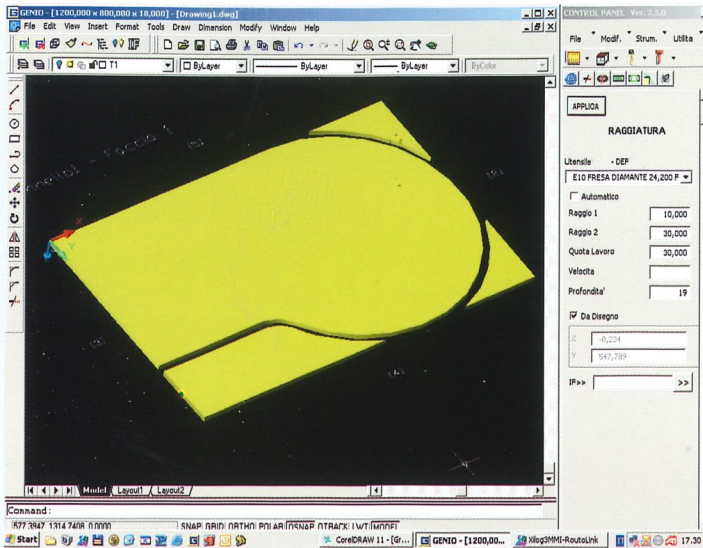 GENIO - [1200,000 x 800,000 x 18,000] - [Drawing1.dwg]
File Edit View Insert Format Tools Draw Dimension Modify Window Help
T1 ByLayer ByLayer ByLayer ByColor
Faccia 1
X
Model Layout1 Layout2
Command:
577.3947, 1314.7408, 0.0000 SNAP GRID ORTHO POLAR OSNAP OTRACK LWT MODEL
CONTROL PANEL Ver. 2.5.0
File Modif. Strum. Utilita
APPLICA
RAGGIATURA
Utensile - DEF
E10 FRESA DIAMANTE 24,200 F
Automatico
Raggio 1 10,000
Raggio 2 30,000
Quota Lavoro 30,000
Velocita
Profondita' 19
Da Disegno
X -0,234
Y 547,789
IF>> >>
Start CorelDRAW 11 - [Gr... GENIO - [1200,00... Xilog3MMI-RoutoLink 17.30